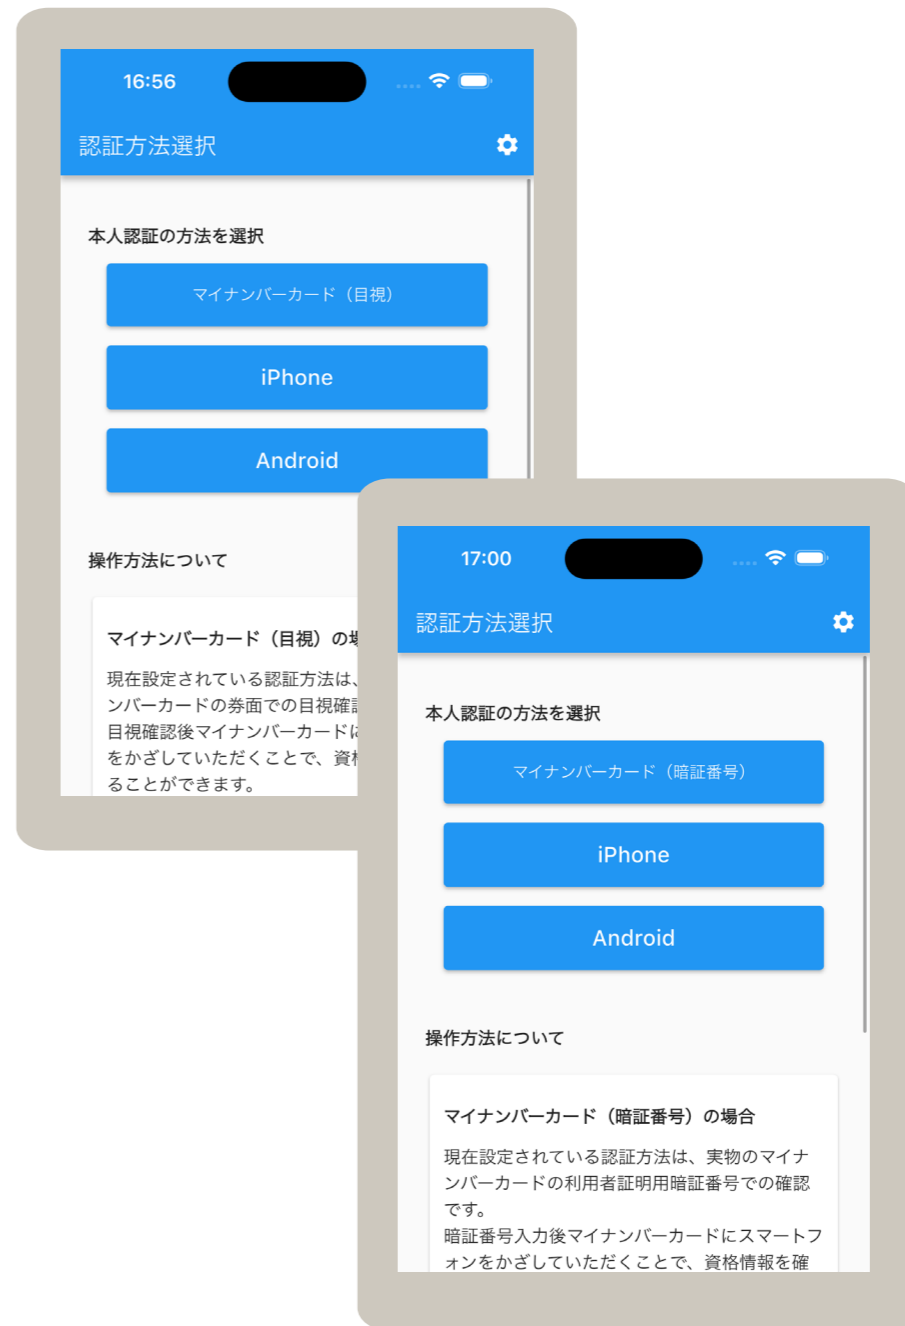 16:56
認証方法選択
本人認証の方法を選択
マイナンバーカード（目視）
iPhone
Android
操作方法について
マイナンバーカード（目視）の場
現在設定されている認証方法は、
ンバーカードの券面での目視確認
目視確認後マイナンバーカードに
をかざしていただくことで、資格
ることができます。
17:00
認証方法選択
本人認証の方法を選択
マイナンバーカード（暗証番号）
iPhone
Android
操作方法について
マイナンバーカード（暗証番号）の場合
現在設定されている認証方法は、実物のマイナ
ンバーカードの利用者証明用暗証番号での確認
です。
暗証番号入力後マイナンバーカードにスマートフ
ォンをかざしていただくことで、資格情報を確